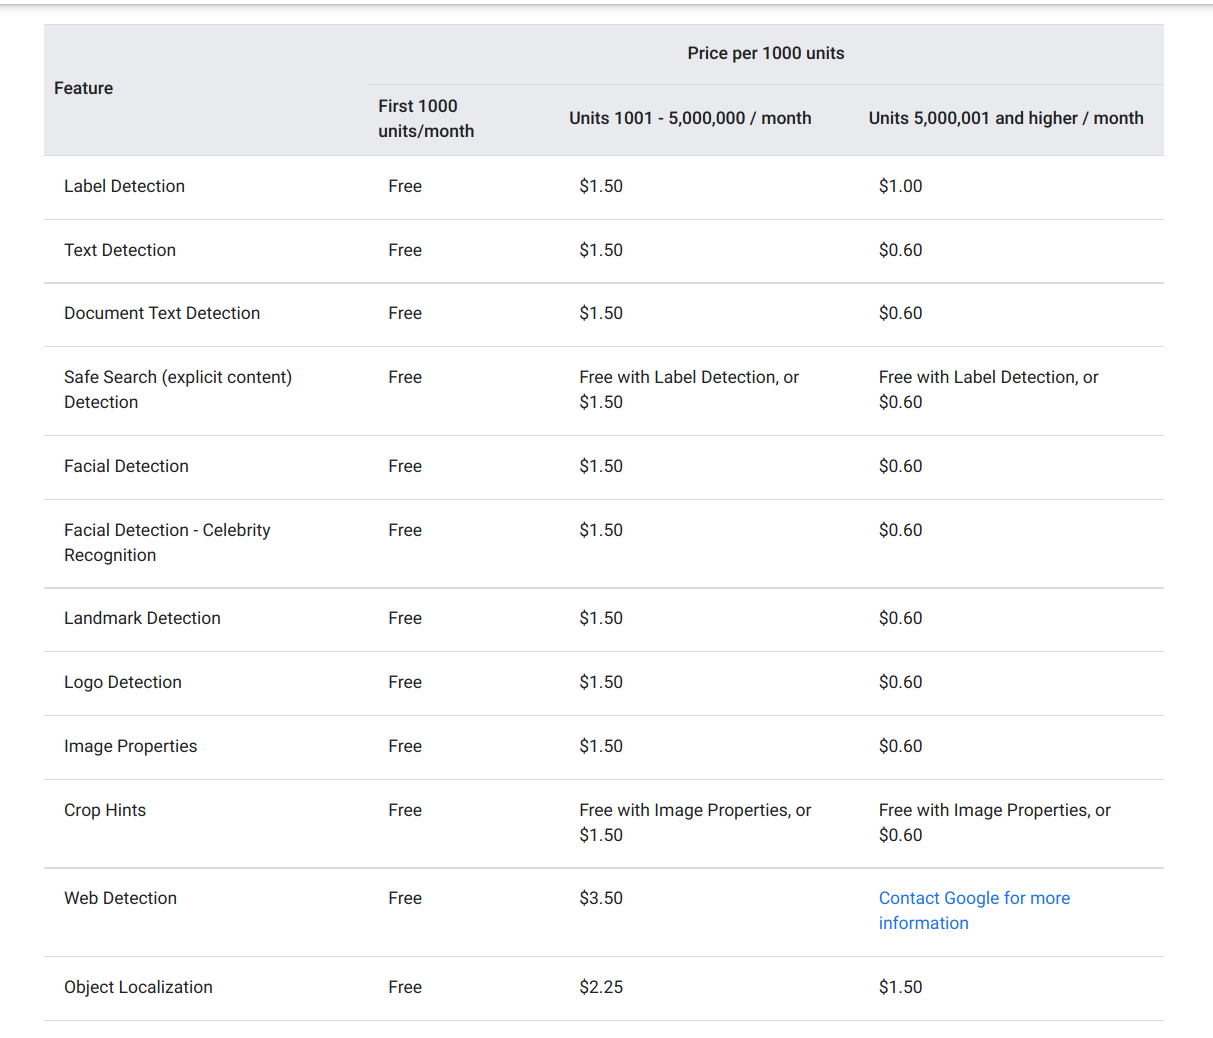 Price per 1000 units
Feature
First 1000
units/month
Units 1001 - 5,000,000 / month
Units 5,000,001 and higher / month
Label Detection Free $1.50 $1.00
Text Detection Free $1.50 $0.60
Document Text Detection Free $1.50 $0.60
Safe Search (explicit content) Free Free with Label Detection, or Free with Label Detection, or
Detection $1.50 $0.60
Facial Detection Free $1.50 $0.60
Facial Detection - Celebrity Free $1.50 $0.60
Recognition
Landmark Detection Free $1.50 $0.60
Logo Detection Free $1.50 $0.60
Image Properties Free $1.50 $0.60
Crop Hints Free Free with Image Properties, or Free with Image Properties, or
$1.50 $0.60
Web Detection Free $3.50 Contact Google for more
information
Object Localization Free $2.25 $1.50